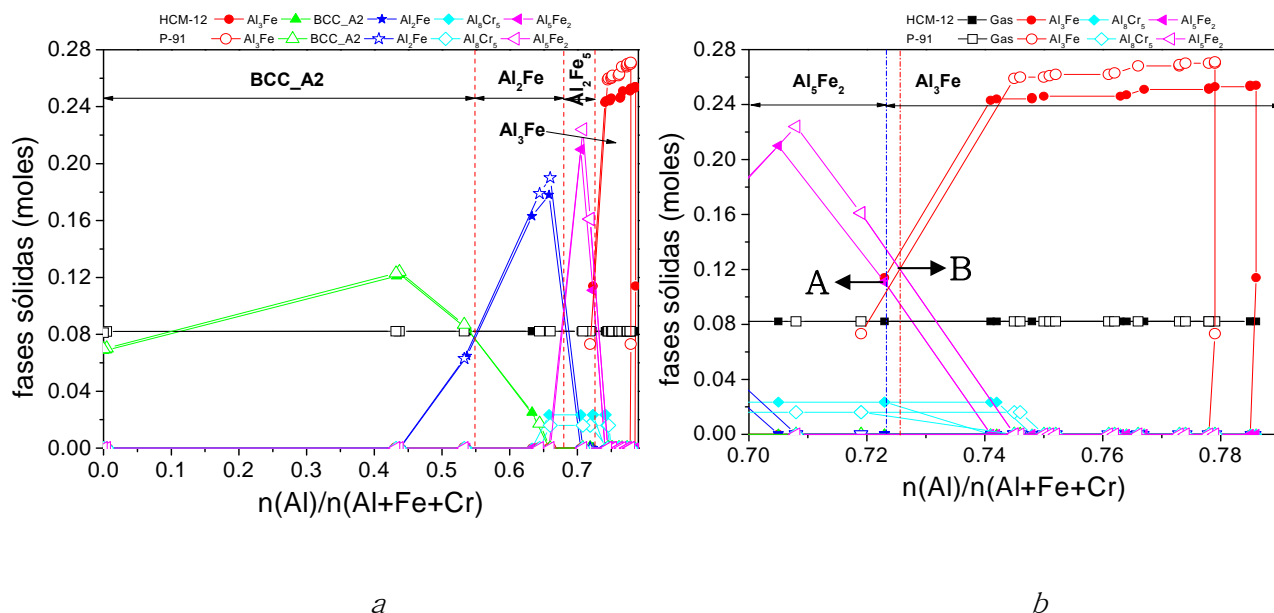 HCM-12 Al₃Fe BCC_A2 Al₂Fe Al₈Cr₅ Al₅Fe₂
P-91 Al₃Fe BCC_A2 Al₂Fe Al₈Cr₅ Al₅Fe₂
0.28
0.24
0.20
0.16
0.12
0.08
0.04
0.00
fases sólidas (moles)
BCC_A2
Al₂Fe
Al₂Fe₅
Al₃Fe
0.0 0.1 0.2 0.3 0.4 0.5 0.6 0.7
n(Al)/n(Al+Fe+Cr)
a
HCM-12 Gas Al₃Fe Al₈Cr₅ Al₅Fe₂
P-91 Gas Al₃Fe Al₈Cr₅ Al₅Fe₂
0.28
0.24
0.20
0.16
0.12
0.08
0.04
0.00
fases sólidas (moles)
Al₅Fe₂
Al₃Fe
A
B
0.70 0.72 0.74 0.76 0.78
n(Al)/n(Al+Fe+Cr)
b